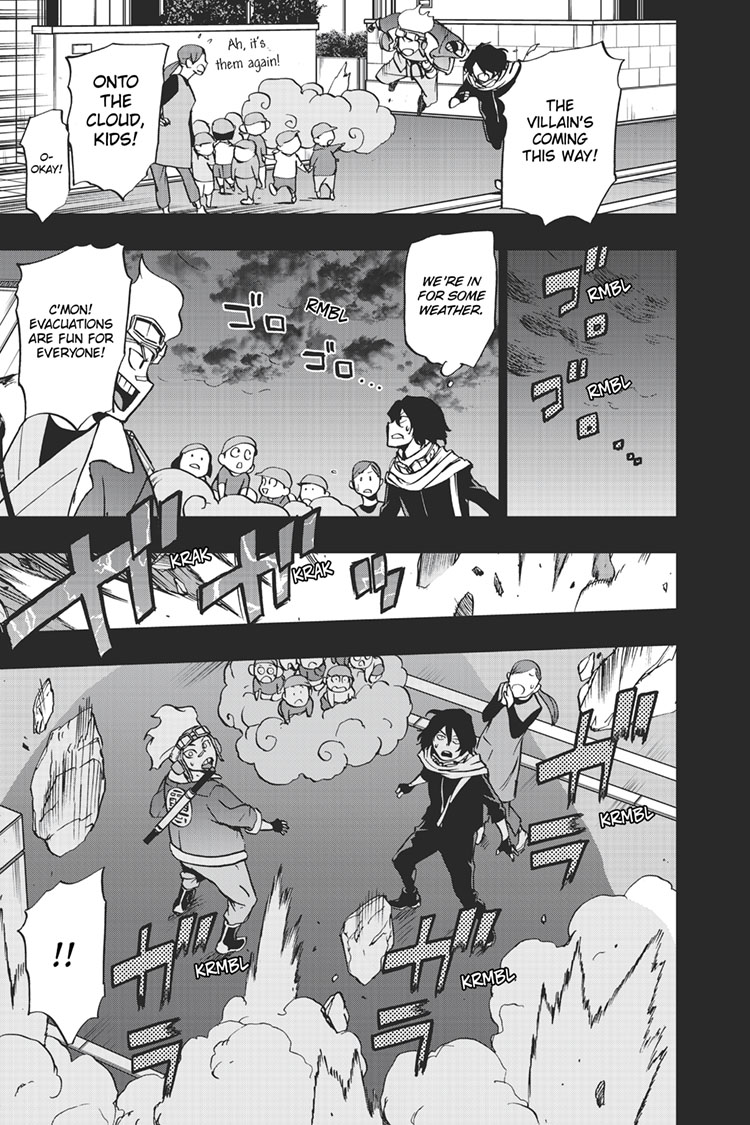 THE
VILLAIN'S
COMING
THIS WAY!
Ah, it's
them again!
ONTO
THE
CLOUD,
KIDS!
O-
OKAY!
ゴロ
RMBL
ゴロ...
RMBL
WE'RE IN
FOR SOME
WEATHER.
ゴロ
RMBL
ゴロ...
C'MON!
EVACUATIONS
ARE FUN FOR
EVERYONE!
ガ
KRAK
ガ
KRAK
ッ
ガラ
KRMBL
ガラ
KRMBL
ガラ
KRMBL
!!